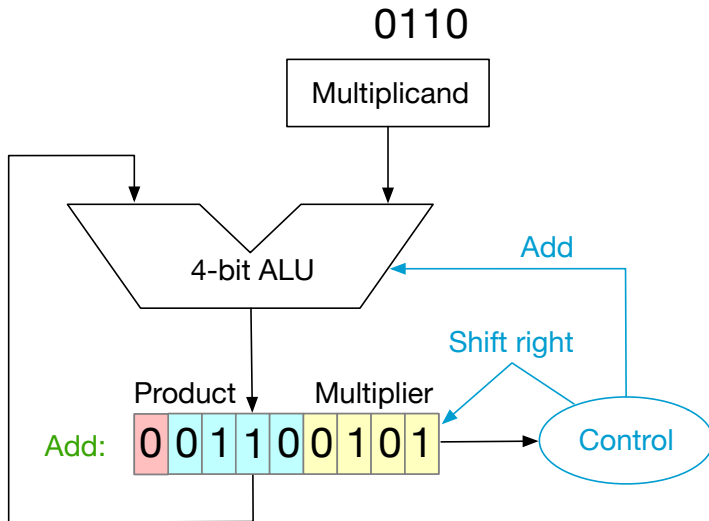 0110
Multiplicand
4-bit ALU
Add
Shift right
Product Multiplier
Add: 0 0 1 1 0 0 1 0 1
Control